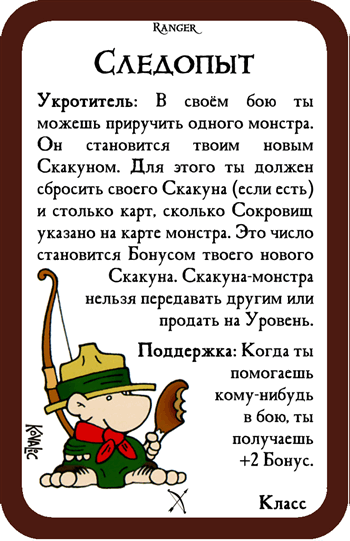 Ranger
Следопыт
Укротитель: В своём бою ты
можешь приручить одного монстра.
Он становится твоим новым
Скакуном. Для этого ты должен
сбросить своего Скакуна (если есть)
и столько карт, сколько Сокровищ
указано на карте монстра. Это число
становится Бонусом твоего нового
Скакуна. Скакуна-монстра
нельзя передавать другим или
продать на Уровень.
Поддержка: Когда ты
помогаешь
кому-нибудь
в бою, ты
получаешь
+2 Бонус.
Kovalic
Класс